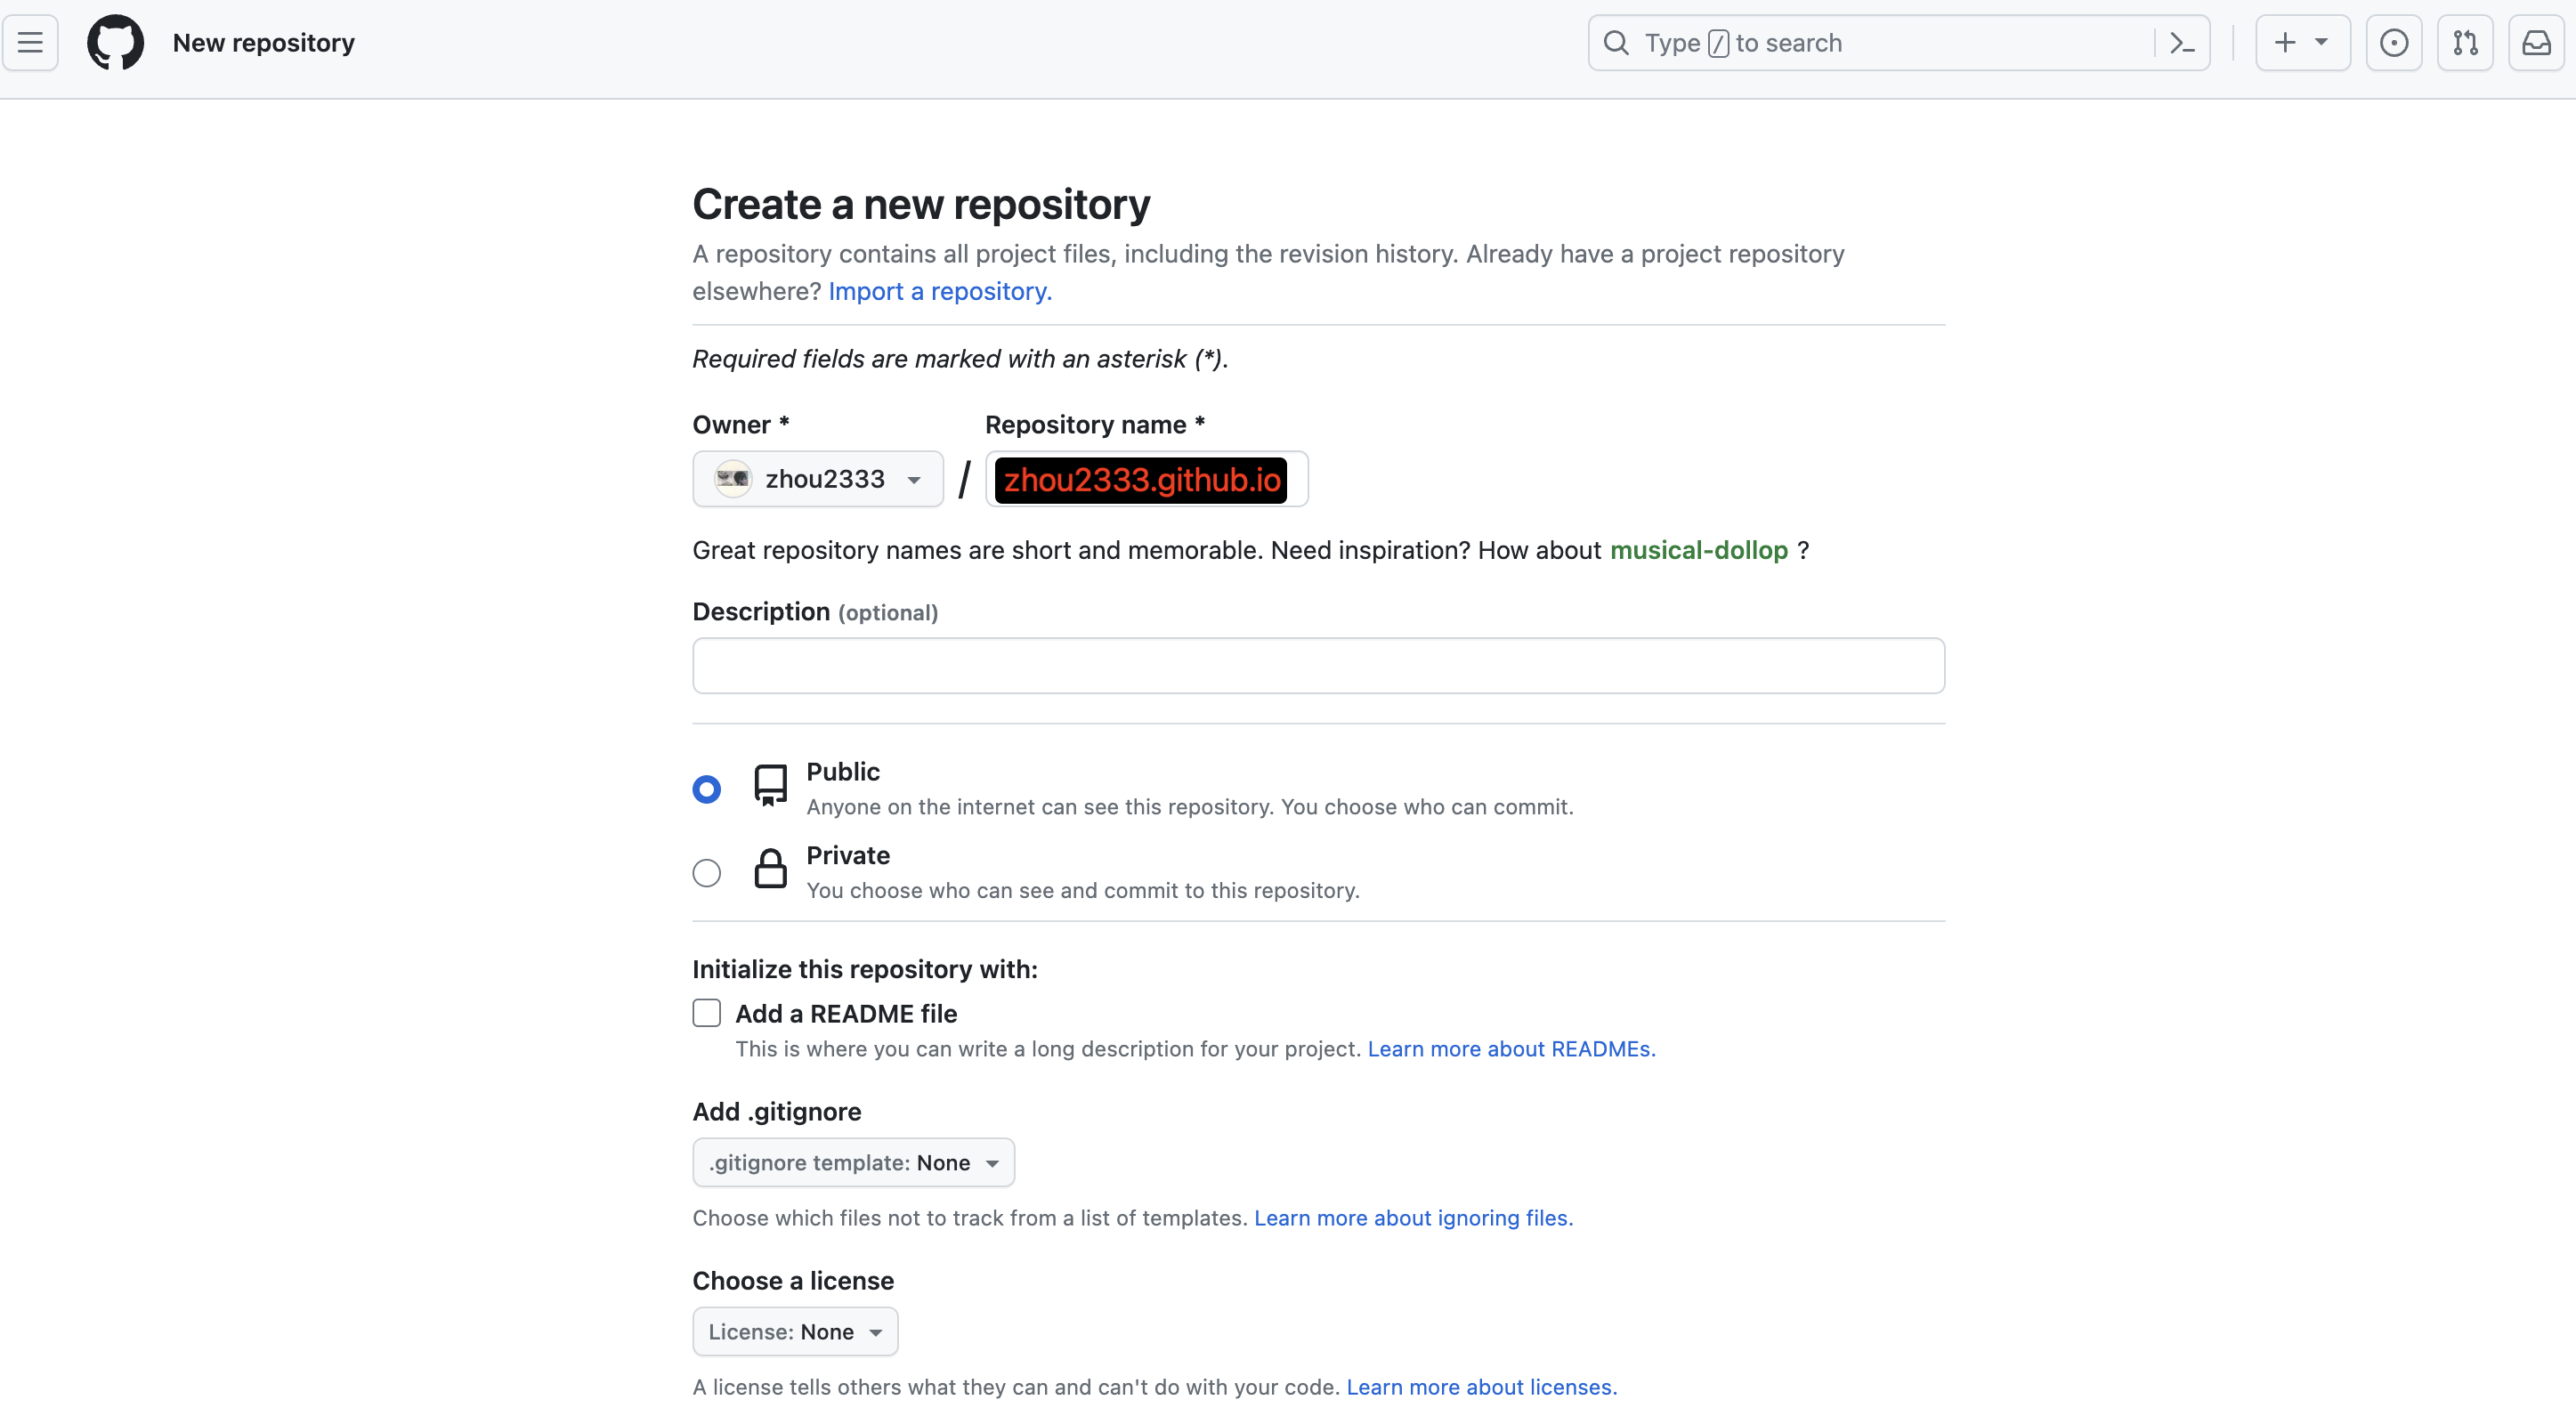 New repository
Type / to search
Create a new repository
A repository contains all project files, including the revision history. Already have a project repository
elsewhere? Import a repository.
Required fields are marked with an asterisk (*).
Owner * Repository name *
zhou2333 / zhou2333.github.io
Great repository names are short and memorable. Need inspiration? How about musical-dollop ?
Description (optional)
Public
Anyone on the internet can see this repository. You choose who can commit.
Private
You choose who can see and commit to this repository.
Initialize this repository with:
Add a README file
This is where you can write a long description for your project. Learn more about READMEs.
Add .gitignore
.gitignore template: None
Choose which files not to track from a list of templates. Learn more about ignoring files.
Choose a license
License: None
A license tells others what they can and can't do with your code. Learn more about licenses.